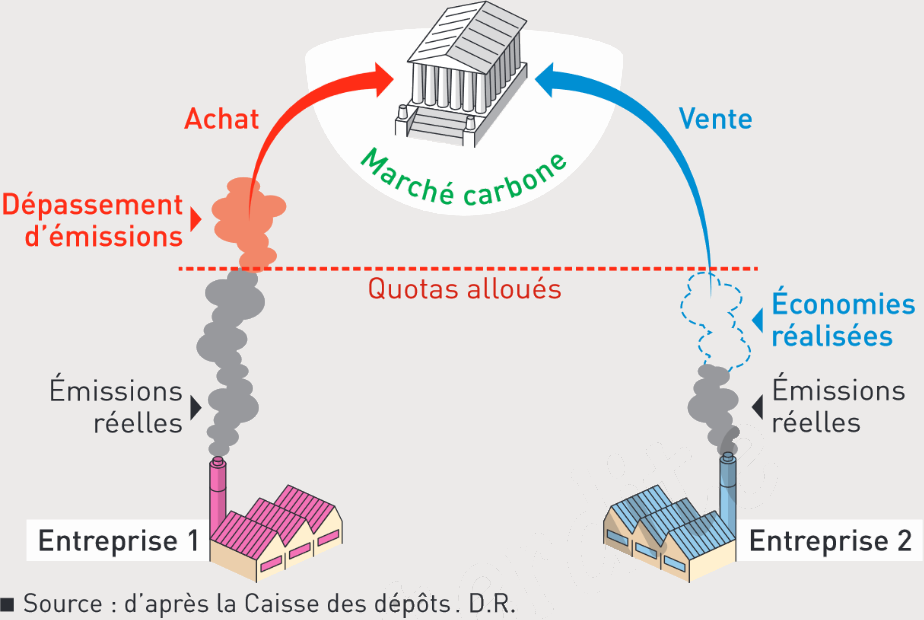 Achat
Vente
Marché carbone
Dépassement
d'émissions
Quotas alloués
Économies
réalisées
Émissions
réelles
Émissions
réelles
Entreprise 1
Entreprise 2
■ Source : d'après la Caisse des dépôts. D.R.